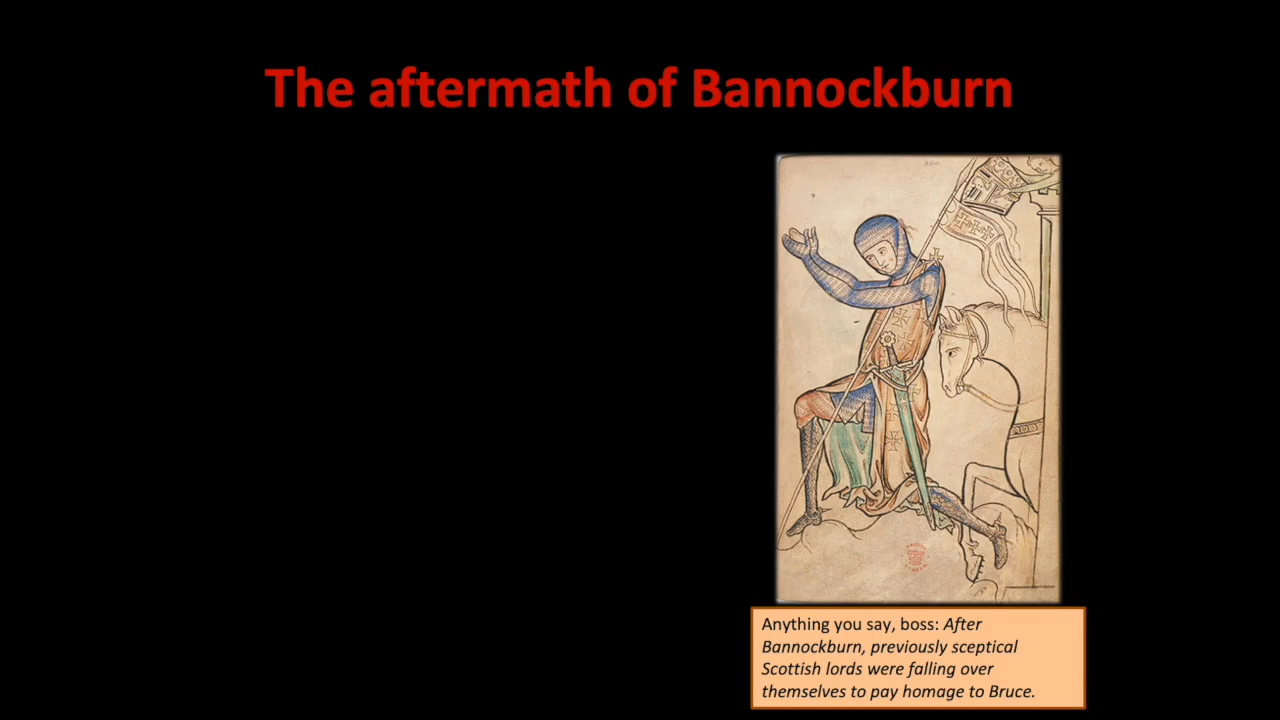 The aftermath of Bannockburn
Anything you say, boss: After
Bannockburn, previously sceptical
Scottish lords were falling over
themselves to pay homage to Bruce.